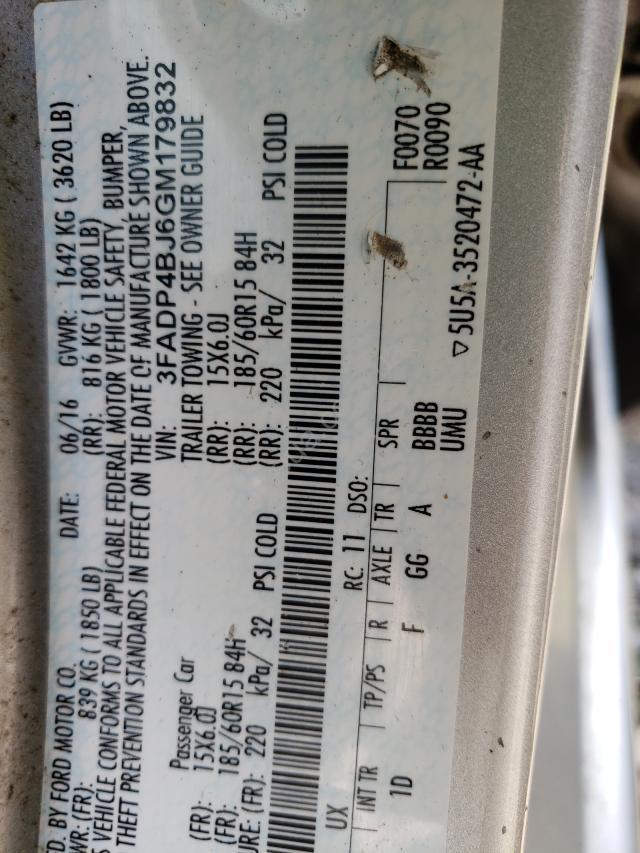 D. BY FORD MOTOR CO. DATE: 06/16 GVWR: 1642 KG ( 3620 LB)
WR: (FR): 839 KG ( 1850 LB) (RR): 816 KG ( 1800 LB)
S VEHICLE CONFORMS TO ALL APPLICABLE FEDERAL MOTOR VEHICLE SAFETY, BUMPER,
THEFT PREVENTION STANDARDS IN EFFECT ON THE DATE OF MANUFACTURE SHOWN ABOVE.
VIN: 3FADP4BJ6GM179832
Passenger Car TRAILER TOWING - SEE OWNER GUIDE
(FR): 15X6.0J (RR): 15X6.0J
(FR): 185/60R15 84H (RR): 185/60R15 84H
URE: (FR): 220 kPa/ 32 PSI COLD (RR): 220 kPa/ 32 PSI COLD
UX RC: 11 DSO:
INT TR TP/PS R AXLE TR SPR F0070
1D F GG A BBBB R0090
UMU
▽5U5A-3520472-AA